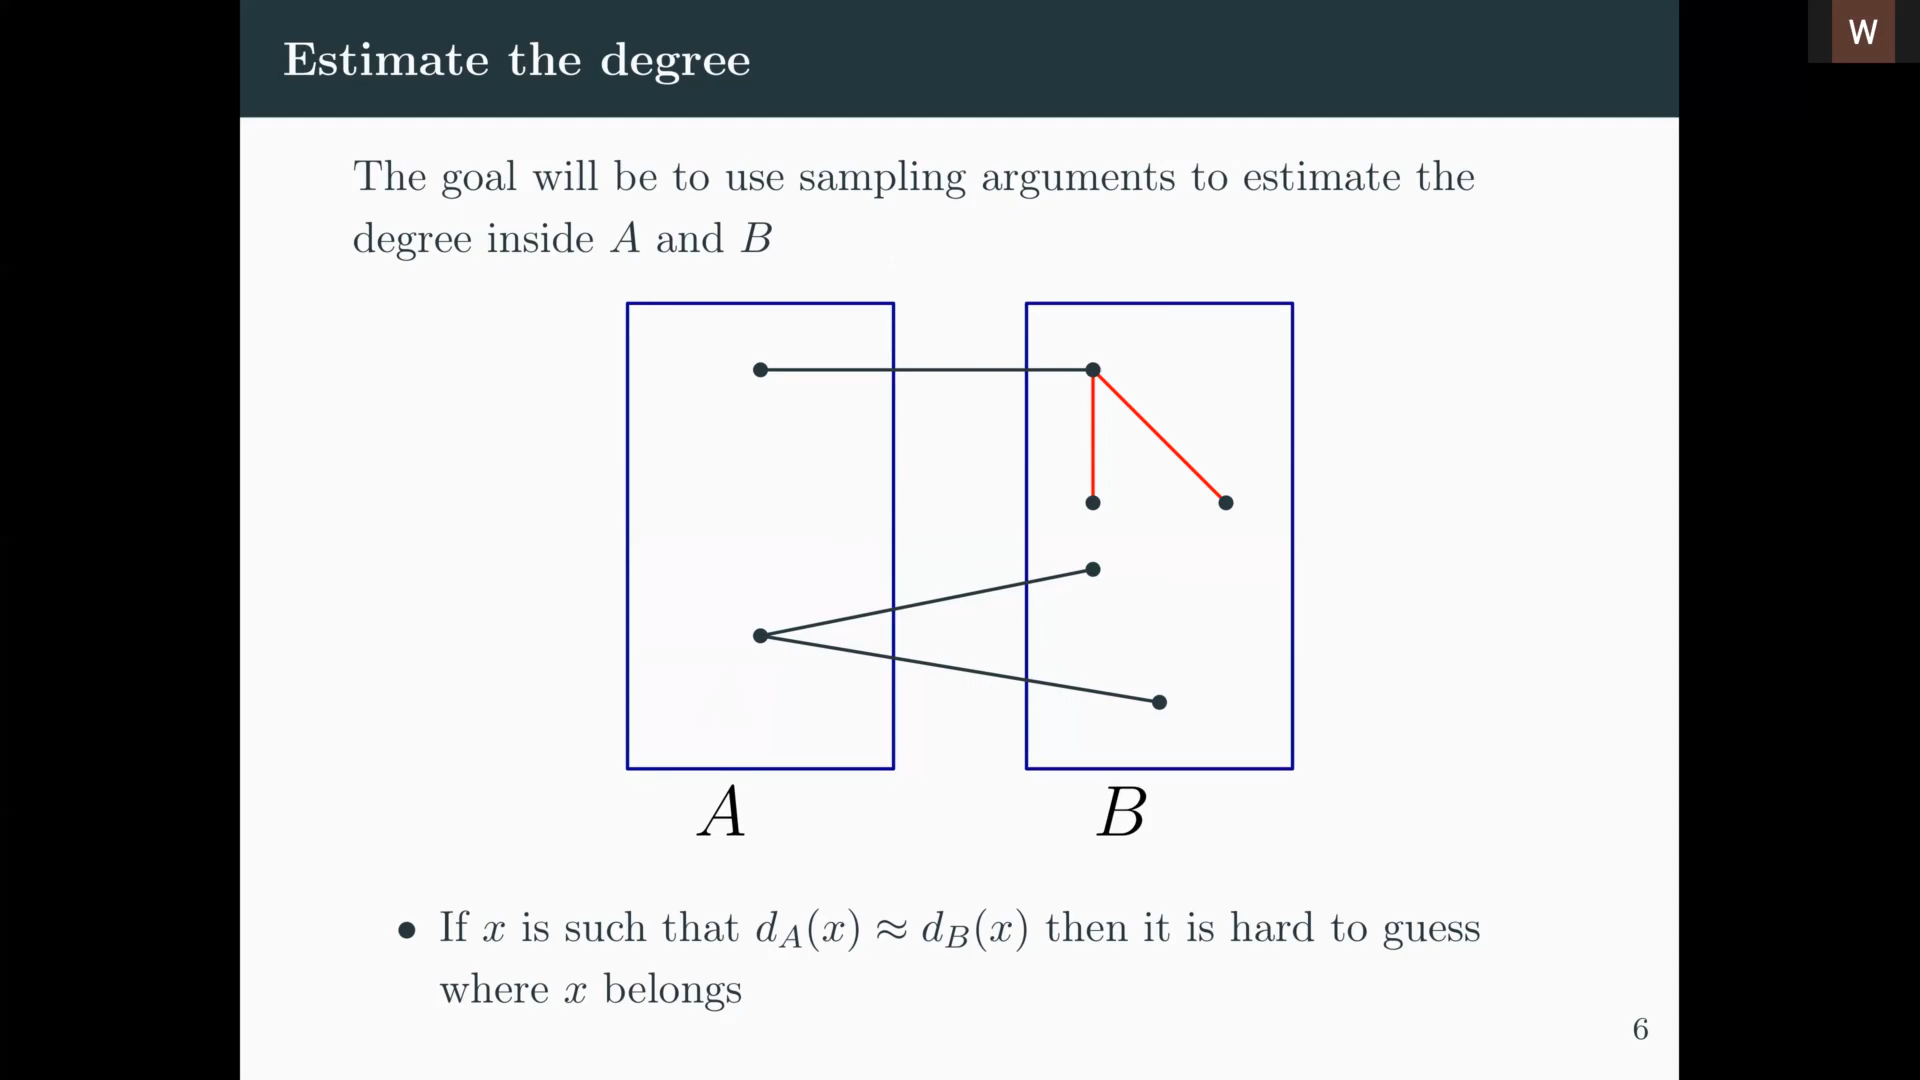 Estimate the degree
W
The goal will be to use sampling arguments to estimate the
degree inside A and B
A
B
• If x is such that d_A(x) ≈ d_B(x) then it is hard to guess
where x belongs
6